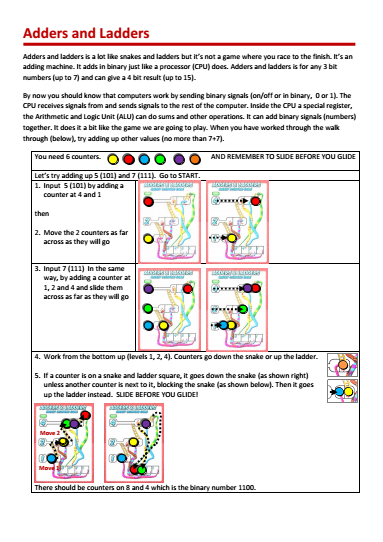 Adders and Ladders
Adders and ladders is a lot like snakes and ladders but it's not a game where you race to the finish. It's an
adding machine. It adds in binary just like a processor (CPU) does. Adders and ladders is for any 3 bit
numbers (up to 7) and can give a 4 bit result (up to 15).
By now you should know that computers work by sending binary signals (on/off or in binary, 0 or 1). The
CPU receives signals from and sends signals to the rest of the computer. Inside the CPU a special register,
the Arithmetic and Logic Unit (ALU) can do sums and other operations. It can add binary signals (numbers)
together. It does it a bit like the game we are going to play. When you have worked through the walk
through (below), try adding up other values (no more than 7+7).
You need 6 counters. AND REMEMBER TO SLIDE BEFORE YOU GLIDE
Let's try adding up 5 (101) and 7 (111). Go to START.
1. Input 5 (101) by adding a
counter at 4 and 1
then
2. Move the 2 counters as far
across as they will go
ADDERS & LADDERS
ADDERS & LADDERS
3. Input 7 (111) In the same
way, by adding a counter at
1, 2 and 4 and slide them
across as far as they will go
ADDERS & LADDERS
ADDERS & LADDERS
4. Work from the bottom up (levels 1, 2, 4). Counters go down the snake or up the ladder.
5. If a counter is on a snake and ladder square, it goes down the snake (as shown right)
unless another counter is next to it, blocking the snake (as shown below). Then it goes
up the ladder instead. SLIDE BEFORE YOU GLIDE!
ADDERS & LADDERS
ADDERS & LADDERS
Move 2
Move 1
There should be counters on 8 and 4 which is the binary number 1100.